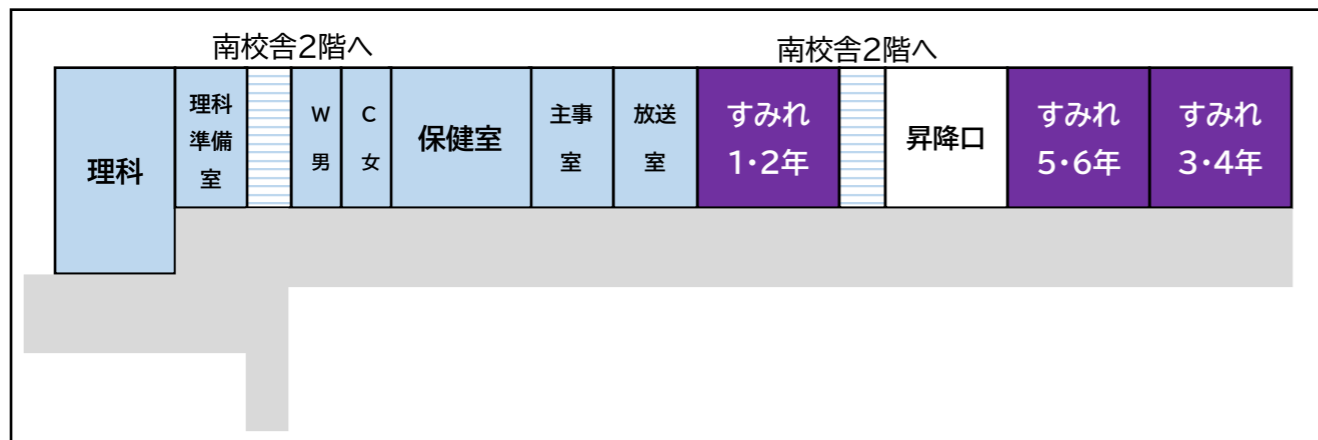 南校舎2階へ
南校舎2階へ
理科
理科
準備
室
W
男
C
女
保健室
主事
室
放送
室
すみれ
1・2年
昇降口
すみれ
5・6年
すみれ
3・4年